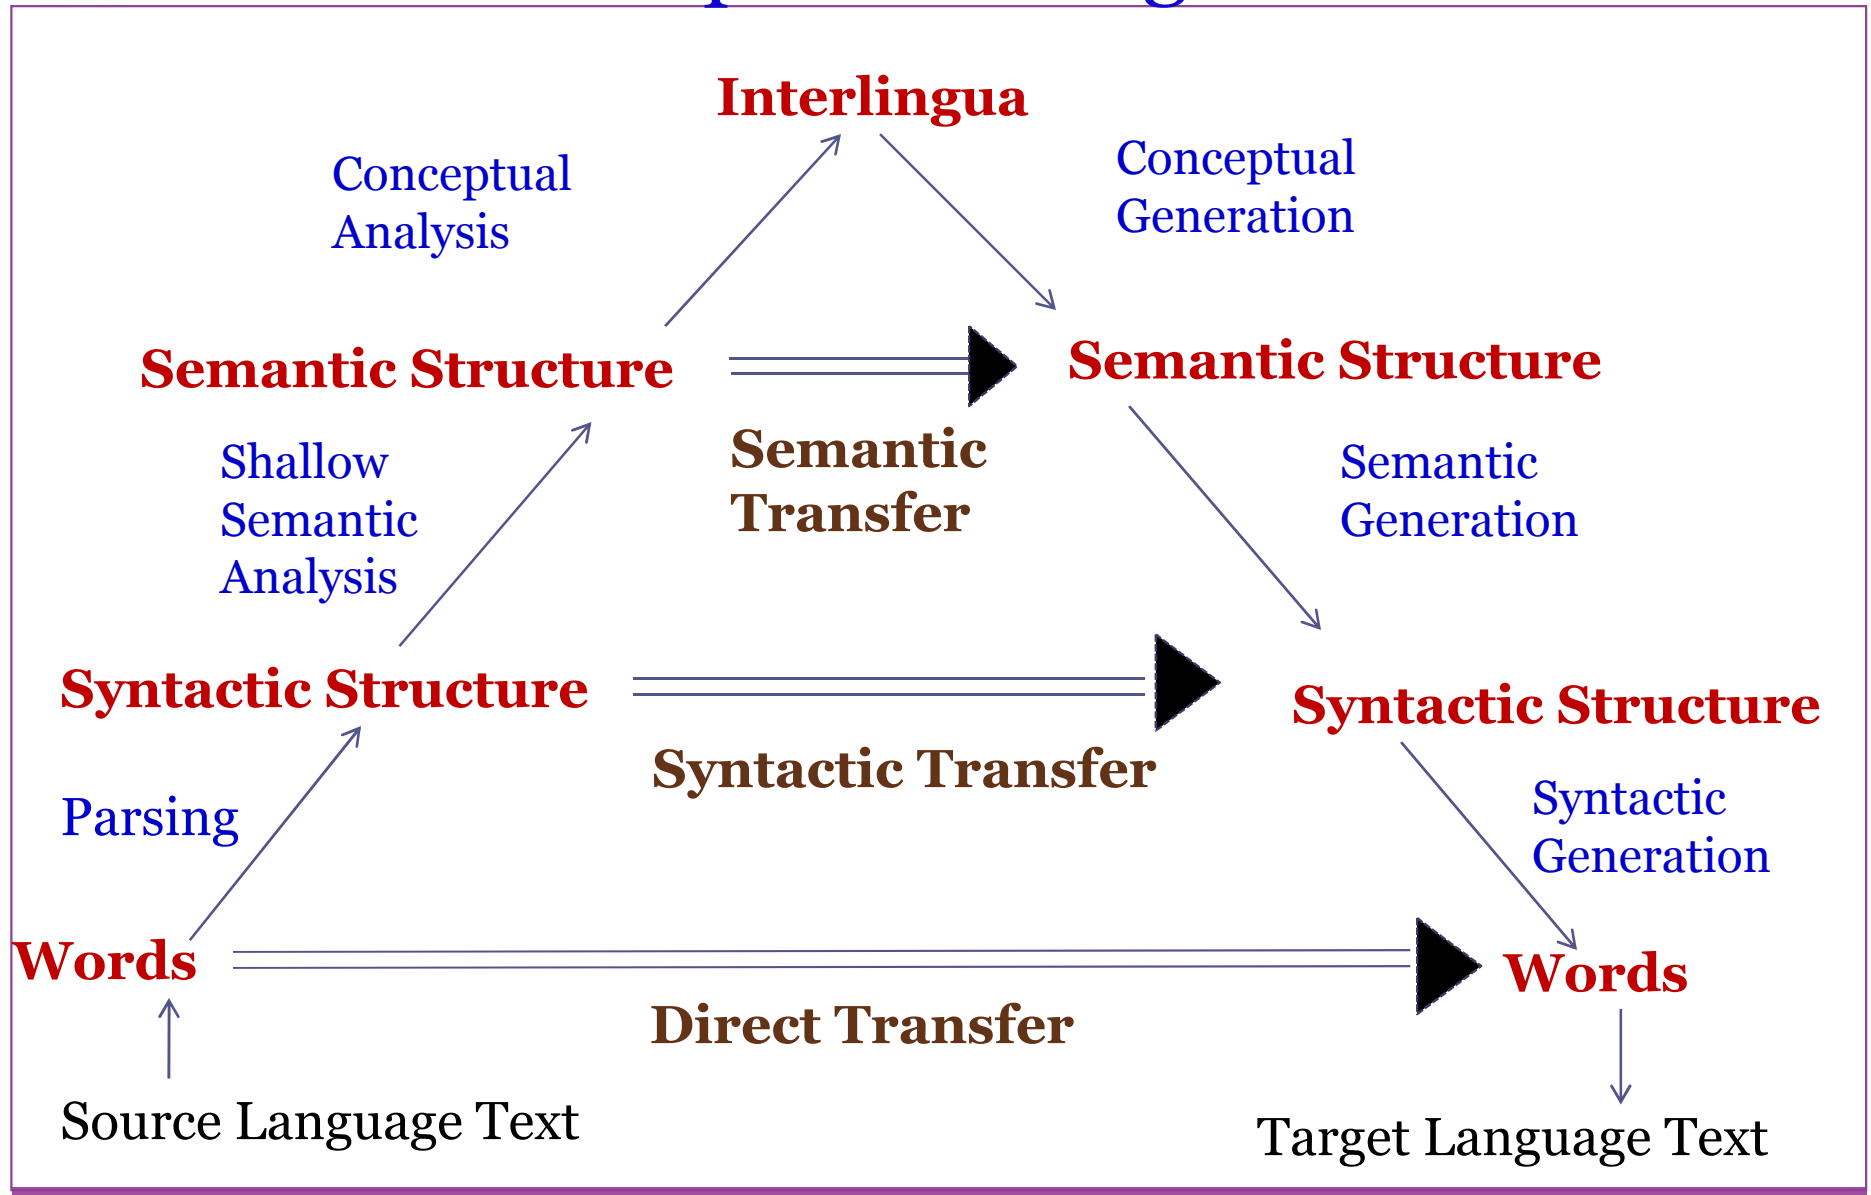 Interlingua
Conceptual
Analysis
Conceptual
Generation
Semantic Structure
Semantic Structure
Semantic
Transfer
Shallow
Semantic
Analysis
Semantic
Generation
Syntactic Structure
Syntactic Structure
Syntactic Transfer
Parsing
Syntactic
Generation
Words
Words
Direct Transfer
Source Language Text
Target Language Text